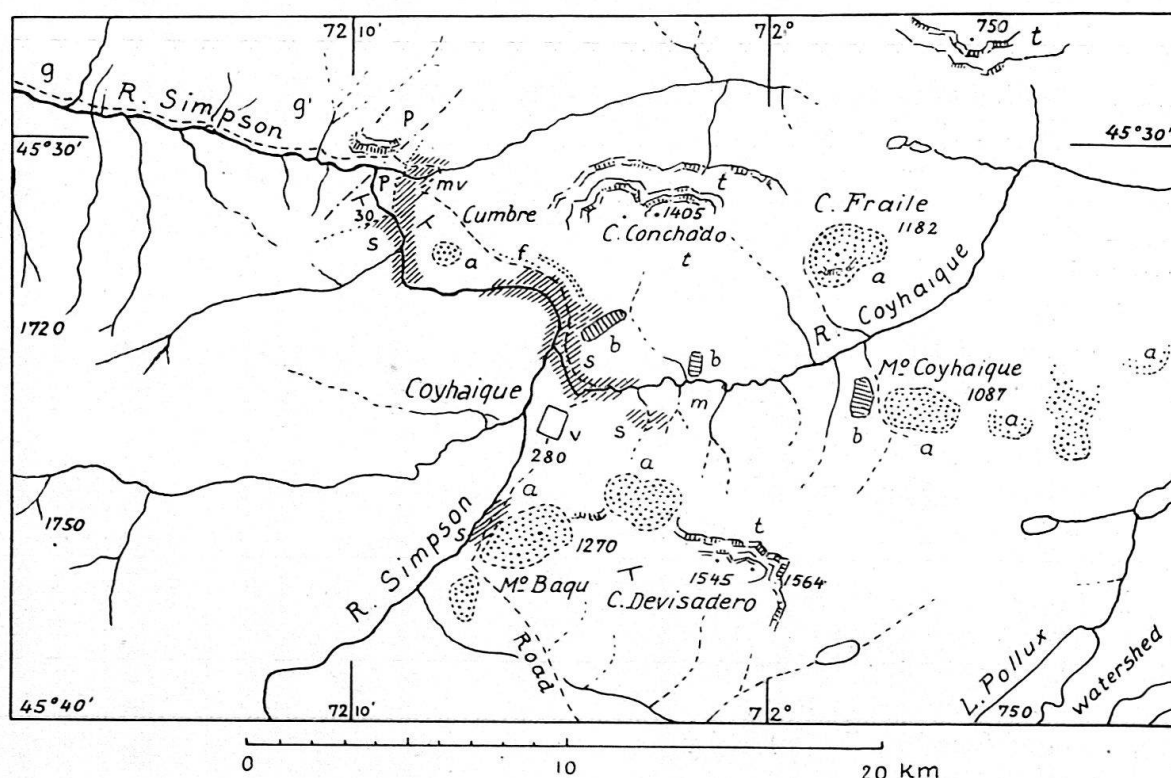 72°10'
72°
750
t
g
R. Simpson
g'
p
45°30'
45°30'
p
mv
30
Cumbre
t
1405
C. Conchado
t
C. Fraile
1182
a
s
a
f
R. Coyhaique
1720
b
s
b
a
Coyhaique
Mº Coyhaique
1087
m
s
b
a
a
v
280
a
a
1750
s
R. Simpson
1270
Mº Baqu
t
1545
1564
C. Devisadero
Road
L. Pollux
watershed
750
45°40'
72°10'
72°
0
10
20 km